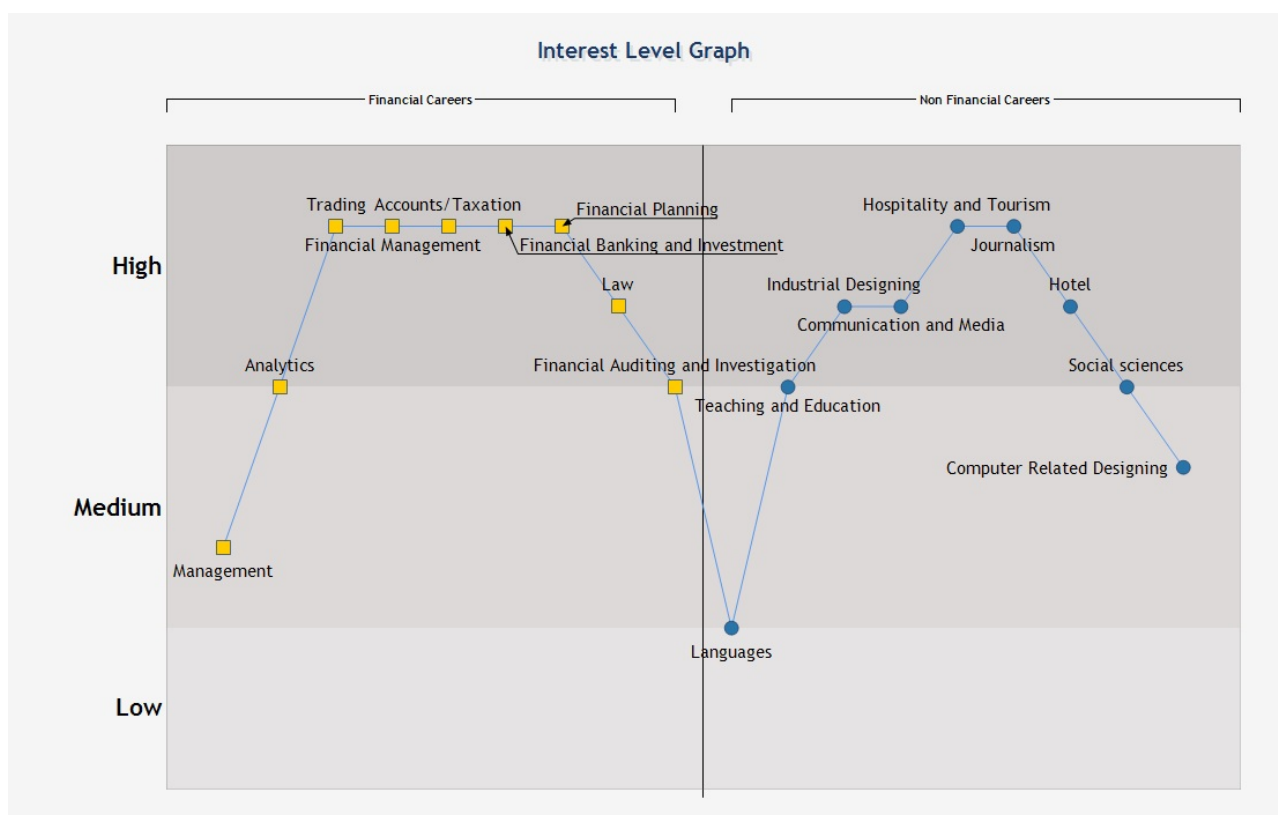 Interest Level Graph
Financial Careers
Non Financial Careers
High
Medium
Low
Trading
Accounts/Taxation
Financial Planning
Financial Management
Financial Banking and Investment
Law
Analytics
Financial Auditing and Investigation
Management
Hospitality and Tourism
Journalism
Industrial Designing
Hotel
Communication and Media
Social sciences
Teaching and Education
Computer Related Designing
Languages